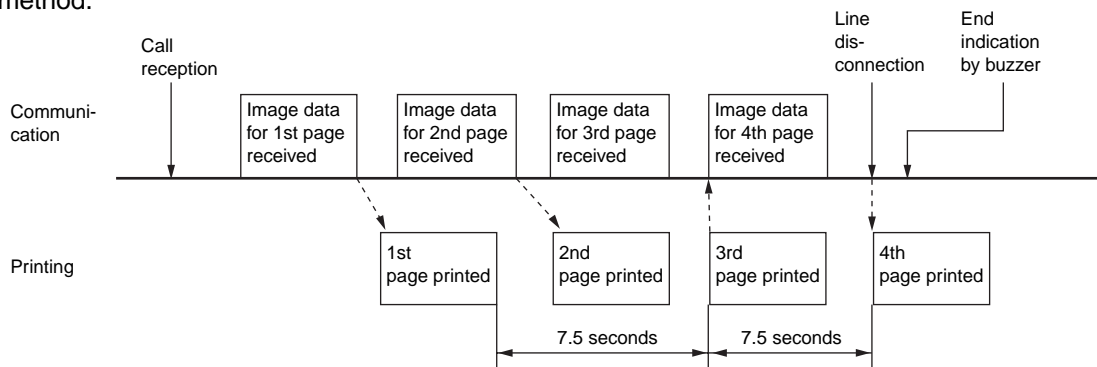 method.
Call
reception
Line
dis-
connection
End
indication
by buzzer
Communi-
cation
Image data
for 1st page
received
Image data
for 2nd page
received
Image data
for 3rd page
received
Image data
for 4th page
received
Printing
1st
page printed
2nd
page printed
3rd
page printed
4th
page printed
7.5 seconds
7.5 seconds